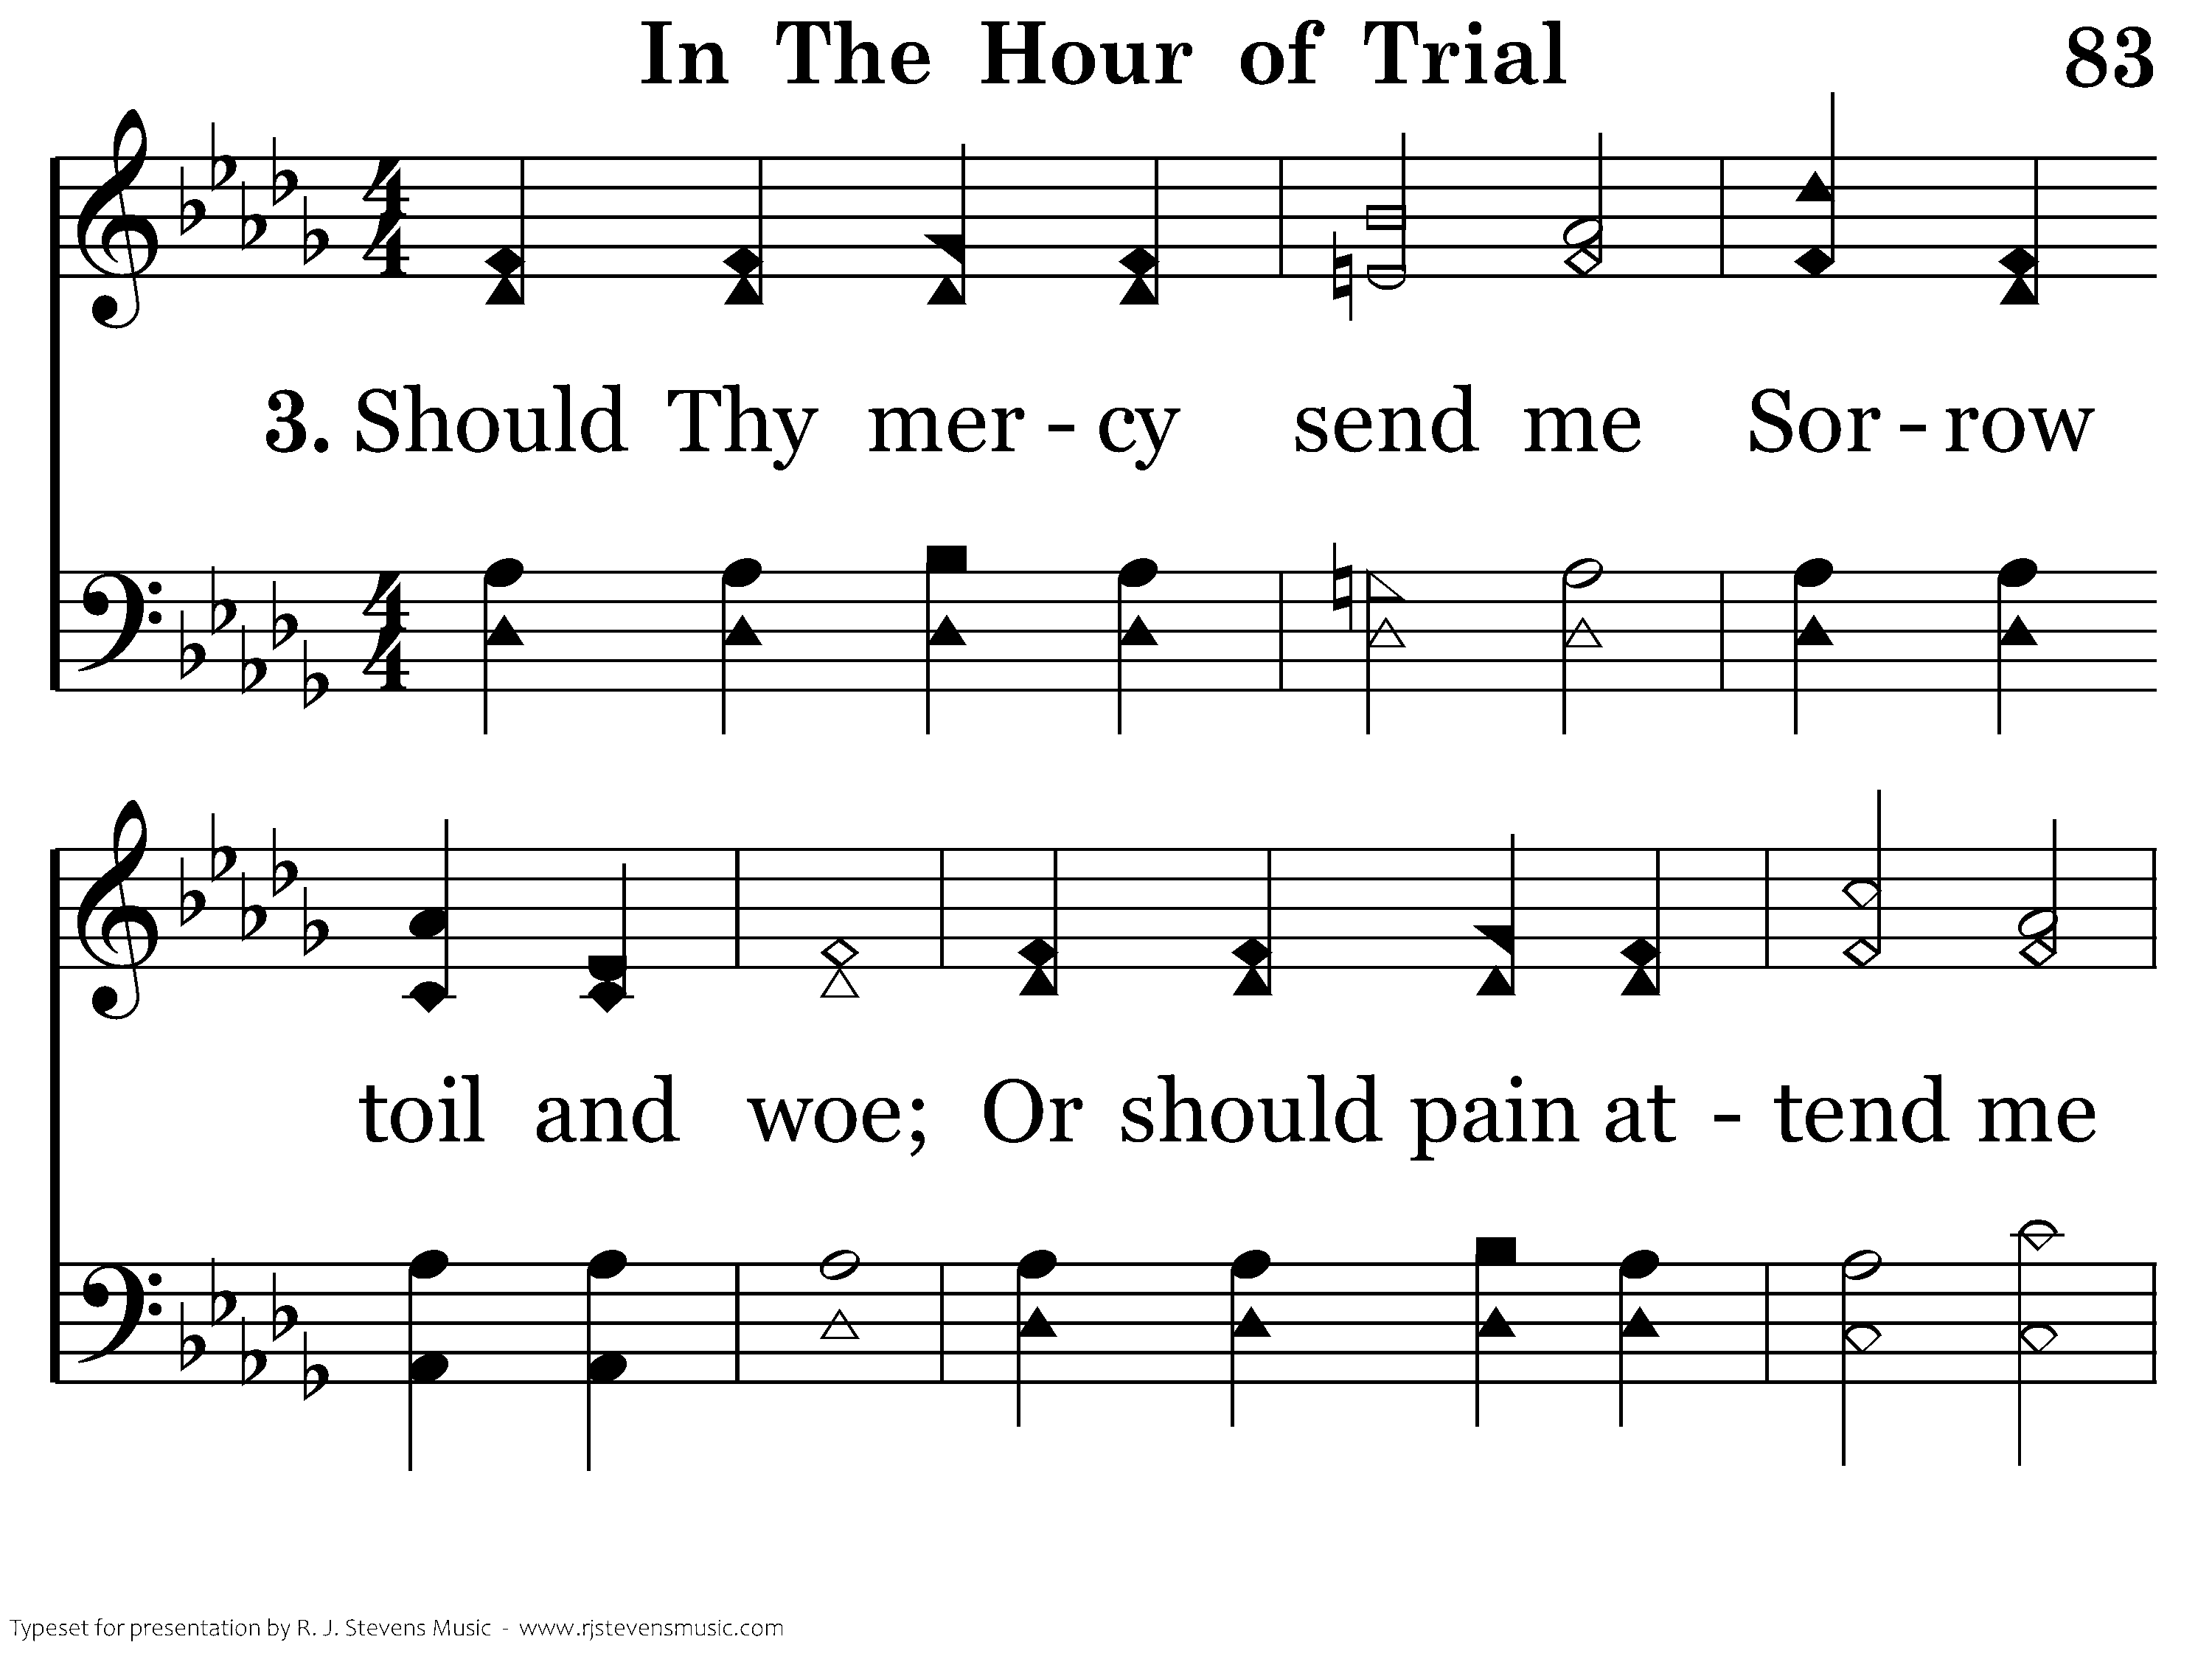 In The Hour of Trial 83
3. Should Thy mer - cy send me Sor - row
toil and woe; Or should pain at - tend me
Typeset for presentation by R. J. Stevens Music - www.rjstevensmusic.com